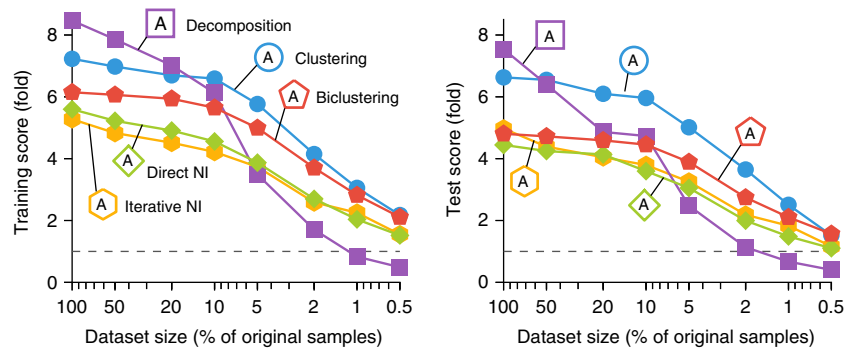 8
6
4
2
0
Training score (fold)
A Decomposition
A Clustering
A Biclustering
A Direct NI
A Iterative NI
100 50 20 10 5 2 1 0.5
Dataset size (% of original samples)
8
6
4
2
0
Test score (fold)
A
A
A
A
A
100 50 20 10 5 2 1 0.5
Dataset size (% of original samples)